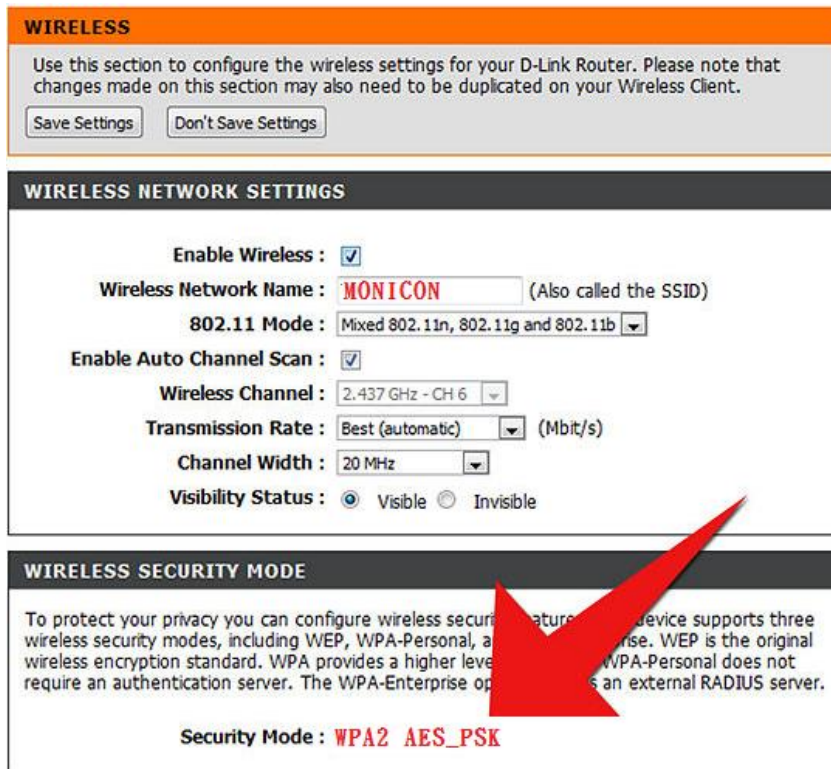 WIRELESS
Use this section to configure the wireless settings for your D-Link Router. Please note that
changes made on this section may also need to be duplicated on your Wireless Client.
Save Settings Don't Save Settings
WIRELESS NETWORK SETTINGS
Enable Wireless :
Wireless Network Name : MONICON (Also called the SSID)
802.11 Mode : Mixed 802.11n, 802.11g and 802.11b
Enable Auto Channel Scan :
Wireless Channel : 2.437 GHz - CH 6
Transmission Rate : Best (automatic) (Mbit/s)
Channel Width : 20 MHz
Visibility Status : Visible Invisible
WIRELESS SECURITY MODE
To protect your privacy you can configure wireless device supports three
wireless security modes, including WEP, WPA-Personal, WEP is the original
wireless encryption standard. WPA provides a higher WPA-Personal does not
require an authentication server. The WPA-Enterprise an external RADIUS server.
Security Mode : WPA2 AES_PSK